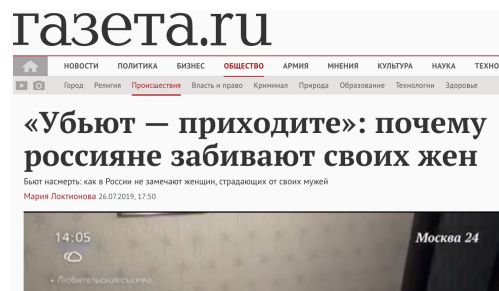 газета.ru
НОВОСТИ ПОЛИТИКА БИЗНЕС ОБЩЕСТВО АРМИЯ МНЕНИЯ КУЛЬТУРА НАУКА ТЕХНО
Город Религия Происшествия Власть и право Криминал Природа Образование Технологии Здоровье
«Убьют — приходите»: почему
россияне забивают своих жен
Бьют насмерть: как в России не замечают женщин, страдающих от своих мужей
Мария Локтионова 26.07.2019, 17:50
14:05 Москва 24
• Любительская съемка